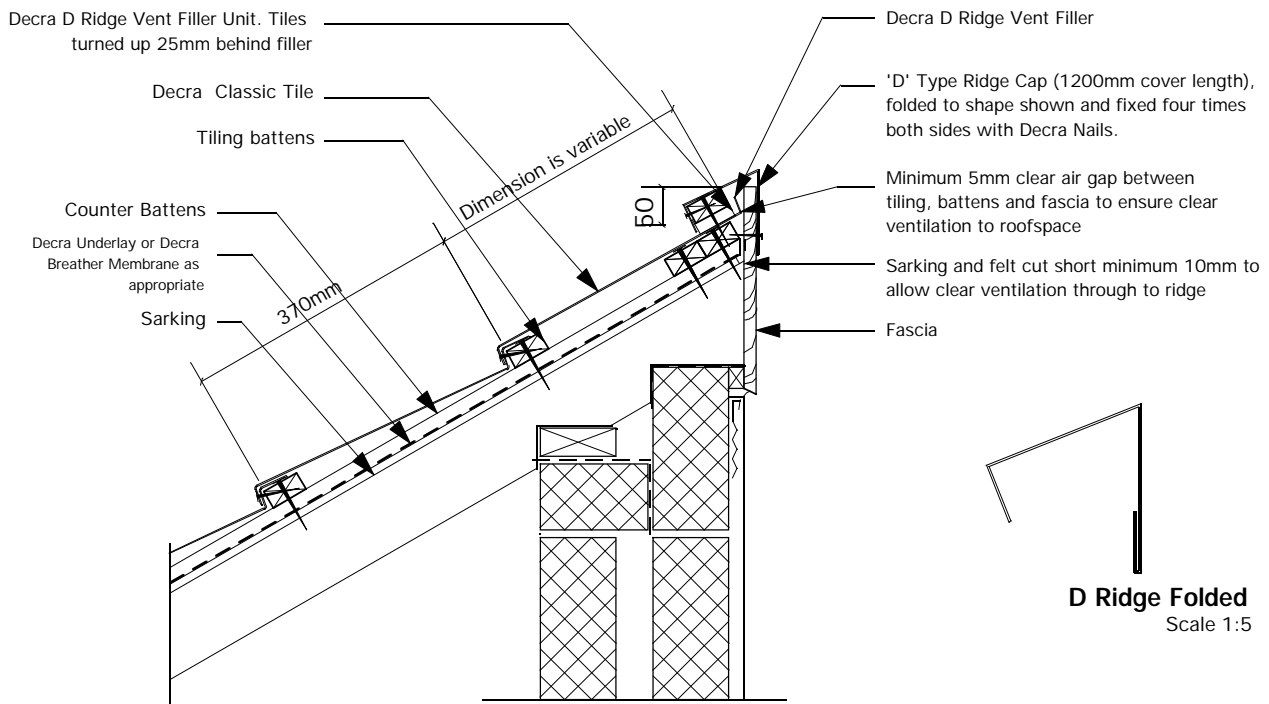 Decra D Ridge Vent Filler Unit. Tiles
turned up 25mm behind filler
Decra Classic Tile
Tiling battens
Counter Battens
Decra Underlay or Decra
Breather Membrane as
appropriate
Sarking
370mm
Dimension is variable
50
Decra D Ridge Vent Filler
'D' Type Ridge Cap (1200mm cover length),
folded to shape shown and fixed four times
both sides with Decra Nails.
Minimum 5mm clear air gap between
tiling, battens and fascia to ensure clear
ventilation to roofspace
Sarking and felt cut short minimum 10mm to
allow clear ventilation through to ridge
Fascia
D Ridge Folded
Scale 1:5